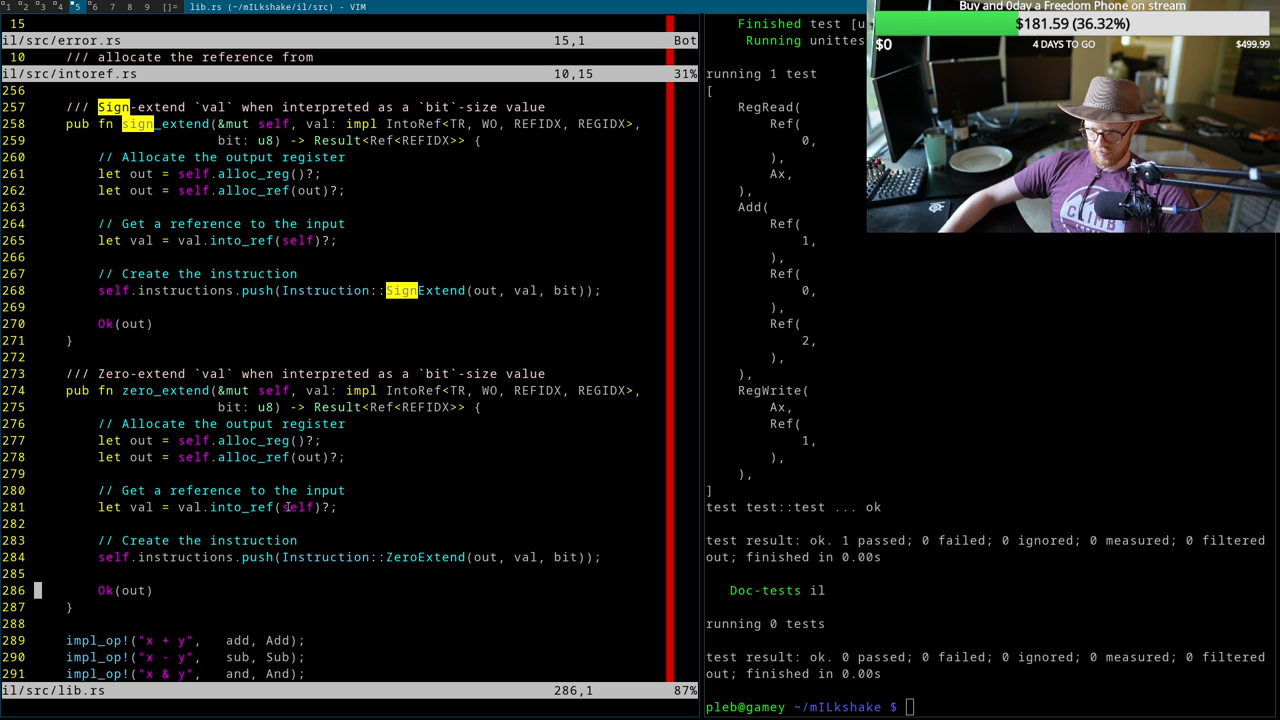 1 2 3 4 5 6 7 8 9 []= lib.rs (~/mILkshake/il/src) - VIM
15
il/src/error.rs 15,1 Bot
10 /// allocate the reference from
il/src/intoref.rs 10,15 31%
256
257 /// Sign-extend `val` when interpreted as a `bit`-size value
258 pub fn sign_extend(&mut self, val: impl IntoRef<TR, WO, REFIDX, REGIDX>,
259 bit: u8) -> Result<Ref<REFIDX>> {
260 // Allocate the output register
261 let out = self.alloc_reg()?;
262 let out = self.alloc_ref(out)?;
263
264 // Get a reference to the input
265 let val = val.into_ref(self)?;
266
267 // Create the instruction
268 self.instructions.push(Instruction::SignExtend(out, val, bit));
269
270 Ok(out)
271 }
272
273 /// Zero-extend `val` when interpreted as a `bit`-size value
274 pub fn zero_extend(&mut self, val: impl IntoRef<TR, WO, REFIDX, REGIDX>,
275 bit: u8) -> Result<Ref<REFIDX>> {
276 // Allocate the output register
277 let out = self.alloc_reg()?;
278 let out = self.alloc_ref(out)?;
279
280 // Get a reference to the input
281 let val = val.into_ref(self)?;
282
283 // Create the instruction
284 self.instructions.push(Instruction::ZeroExtend(out, val, bit));
285
286 Ok(out)
287 }
288
289 impl_op!("x + y", add, Add);
290 impl_op!("x - y", sub, Sub);
291 impl_op!("x & y", and, And);
il/src/lib.rs 286,1 87%
Finished test [u
Running unittes
running 1 test
[
RegRead(
Ref(
0,
),
Ax,
),
Add(
Ref(
1,
),
Ref(
0,
),
Ref(
2,
),
),
RegWrite(
Ax,
Ref(
1,
),
),
]
test test::test ... ok
test result: ok. 1 passed; 0 failed; 0 ignored; 0 measured; 0 filtered
out; finished in 0.00s
Doc-tests il
running 0 tests
test result: ok. 0 passed; 0 failed; 0 ignored; 0 measured; 0 filtered
out; finished in 0.00s
pleb@gamey ~/mILkshake $
Buy and 0day a Freedom Phone on stream
$181.59 (36.32%)
$0 4 DAYS TO GO $499.99
CLIMB